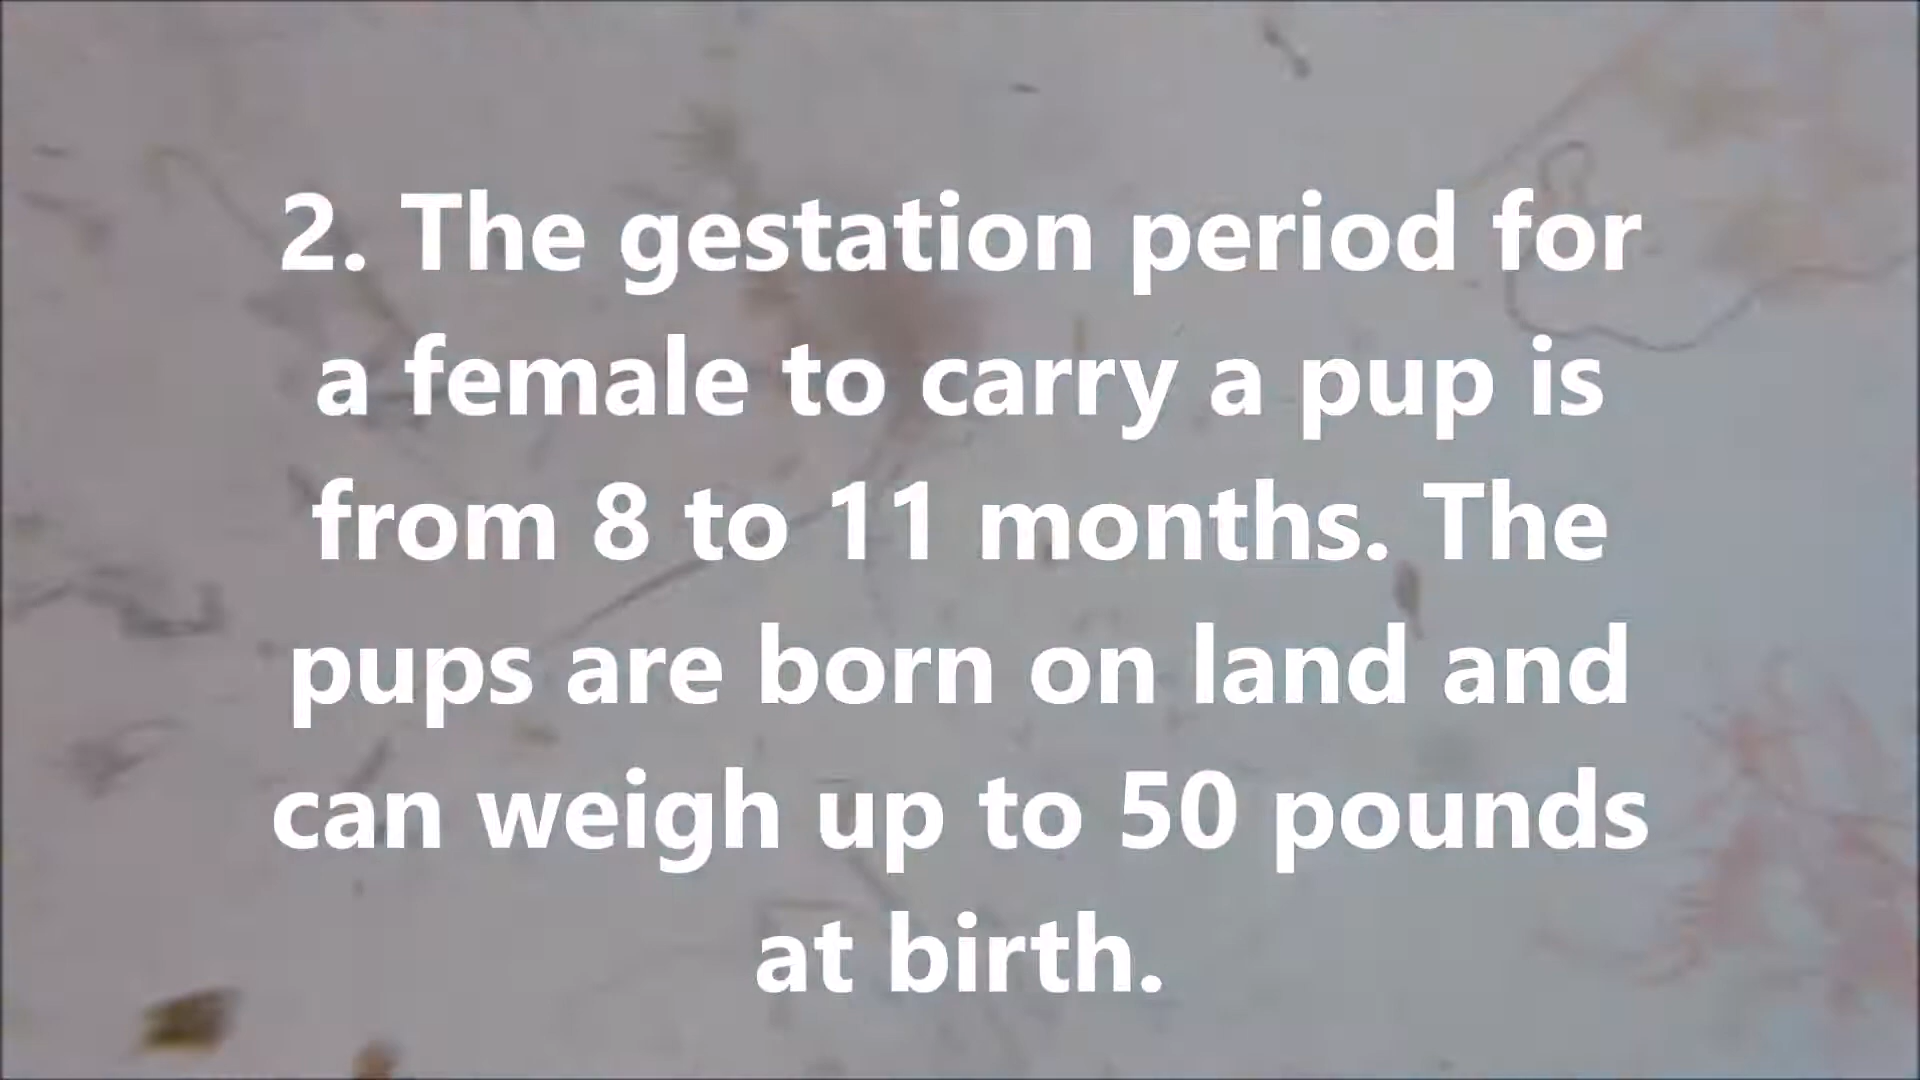 2. The gestation period for
a female to carry a pup is
from 8 to 11 months. The
pups are born on land and
can weigh up to 50 pounds
at birth.